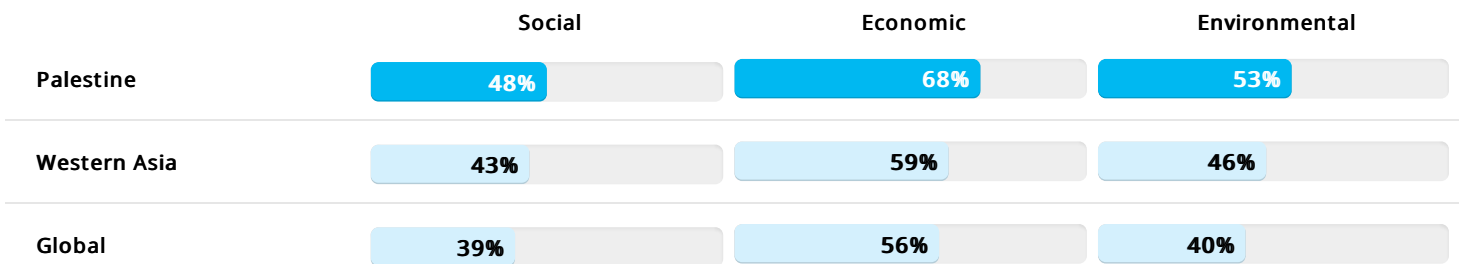 Social Economic Environmental
Palestine 48% 68% 53%
Western Asia 43% 59% 46%
Global 39% 56% 40%